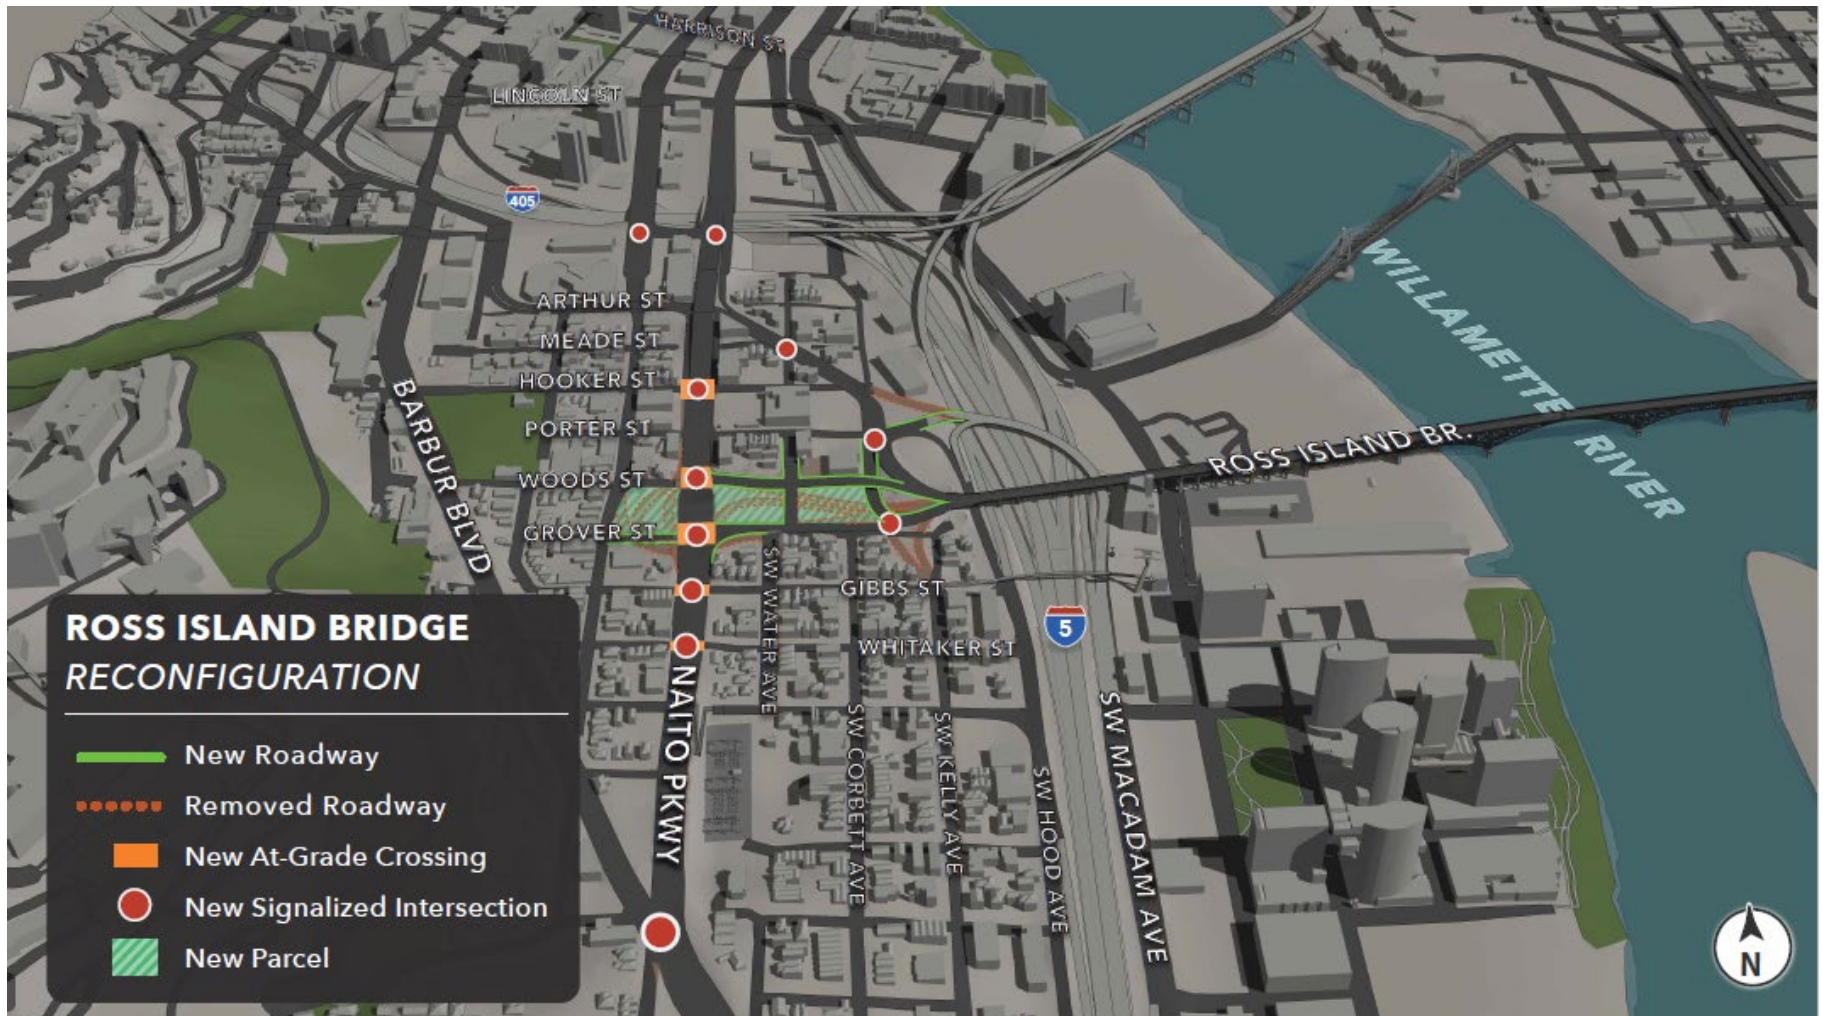 HARRISON ST
LINCOLN ST
405
ARTHUR ST
MEADE ST
HOOKER ST
PORTER ST
WOODS ST
GROVER ST
BARBUR BLVD
WILLAMETTE
RIVER
ROSS ISLAND BR.
GIBBS ST
WHITAKER ST
5
SW WATER AVE
NAITO PKWY
SW CORBETT AVE
SW KELLY AVE
SW HOOD AVE
SW MACADAM AVE
ROSS ISLAND BRIDGE
RECONFIGURATION
New Roadway
Removed Roadway
New At-Grade Crossing
New Signalized Intersection
New Parcel
N